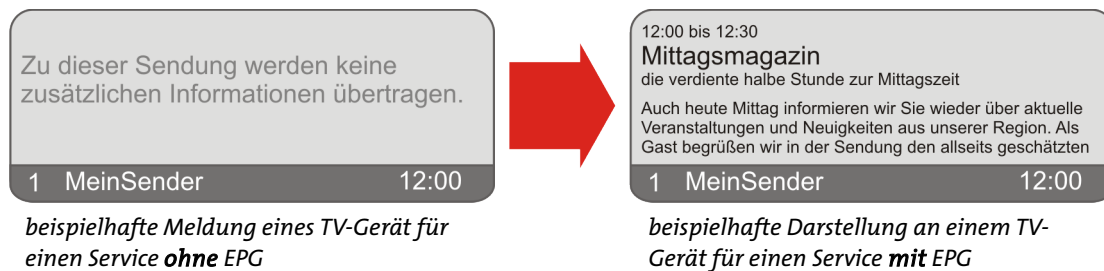 Zu dieser Sendung werden keine
zusätzlichen Informationen übertragen.
1 MeinSender 12:00
beispielhafte Meldung eines TV-Gerät für
einen Service ohne EPG
12:00 bis 12:30
Mittagsmagazin
die verdiente halbe Stunde zur Mittagszeit
Auch heute Mittag informieren wir Sie wieder über aktuelle
Veranstaltungen und Neuigkeiten aus unserer Region. Als
Gast begrüßen wir in der Sendung den allseits geschätzten
1 MeinSender 12:00
beispielhafte Darstellung an einem TV-
Gerät für einen Service mit EPG